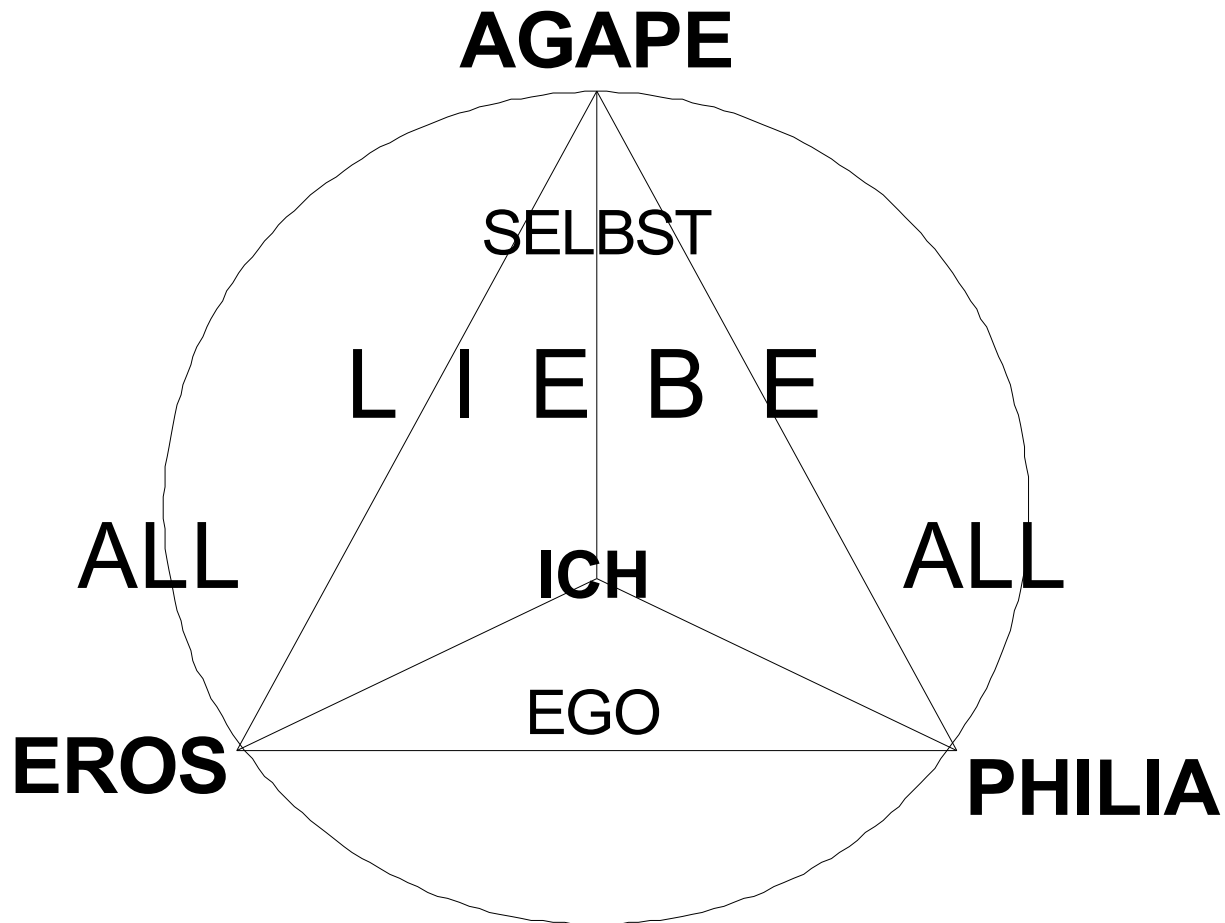 AGAPE
SELBST
L I E B E
ALL ICH ALL
EGO
EROS PHILIA